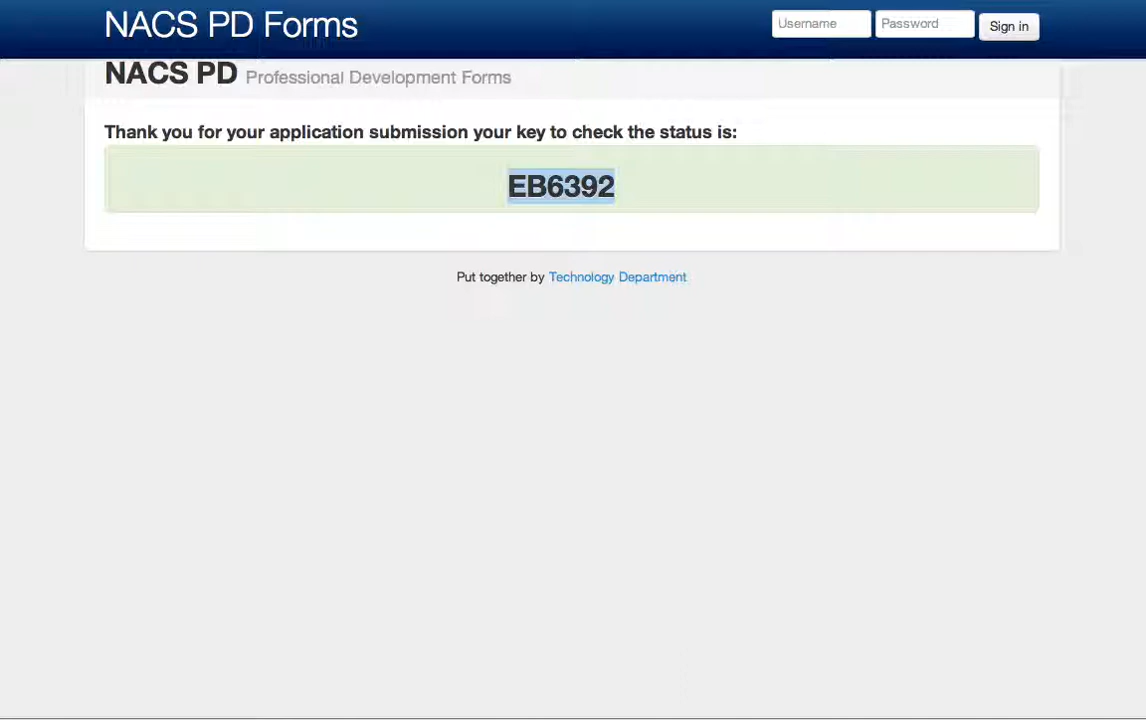 NACS PD Forms
Username Password Sign in
NACS PD Professional Development Forms
Thank you for your application submission your key to check the status is:
EB6392
Put together by Technology Department